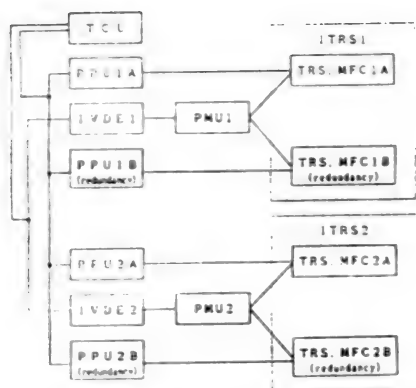 TCU
ITRS1
PPU1A
TRS. MFC1A
IVDE1
PMU1
PPU1B
(redundancy)
TRS. MFC1B
(redundancy)
ITRS2
PPU2A
TRS. MFC2A
IVDE2
PMU2
PPU2B
(redundancy)
TRS. MFC2B
(redundancy)